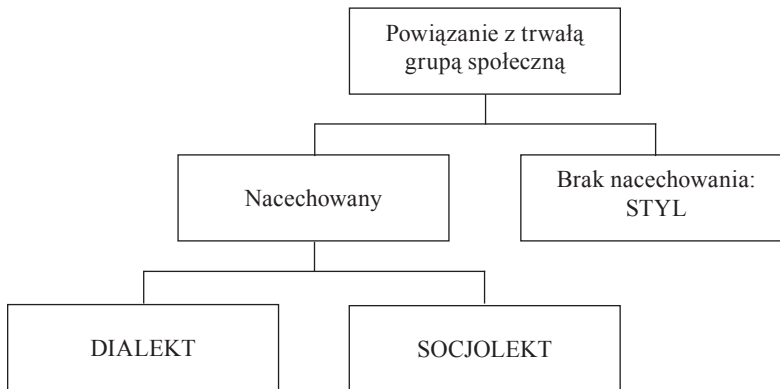 Powiązanie z trwałą
grupą społeczną
Nacechowany
Brak nacechowania:
STYL
DIALEKT
SOCJOLEKT